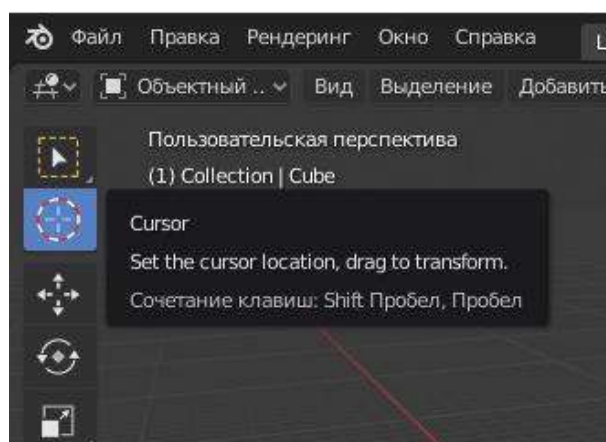 Файл Правка Рендеринг Окно Справка L
Объектный .. Вид Выделение Добавить
Пользовательская перспектива
(1) Collection | Cube
Cursor
Set the cursor location, drag to transform.
Сочетание клавиш: Shift Пробел, Пробел